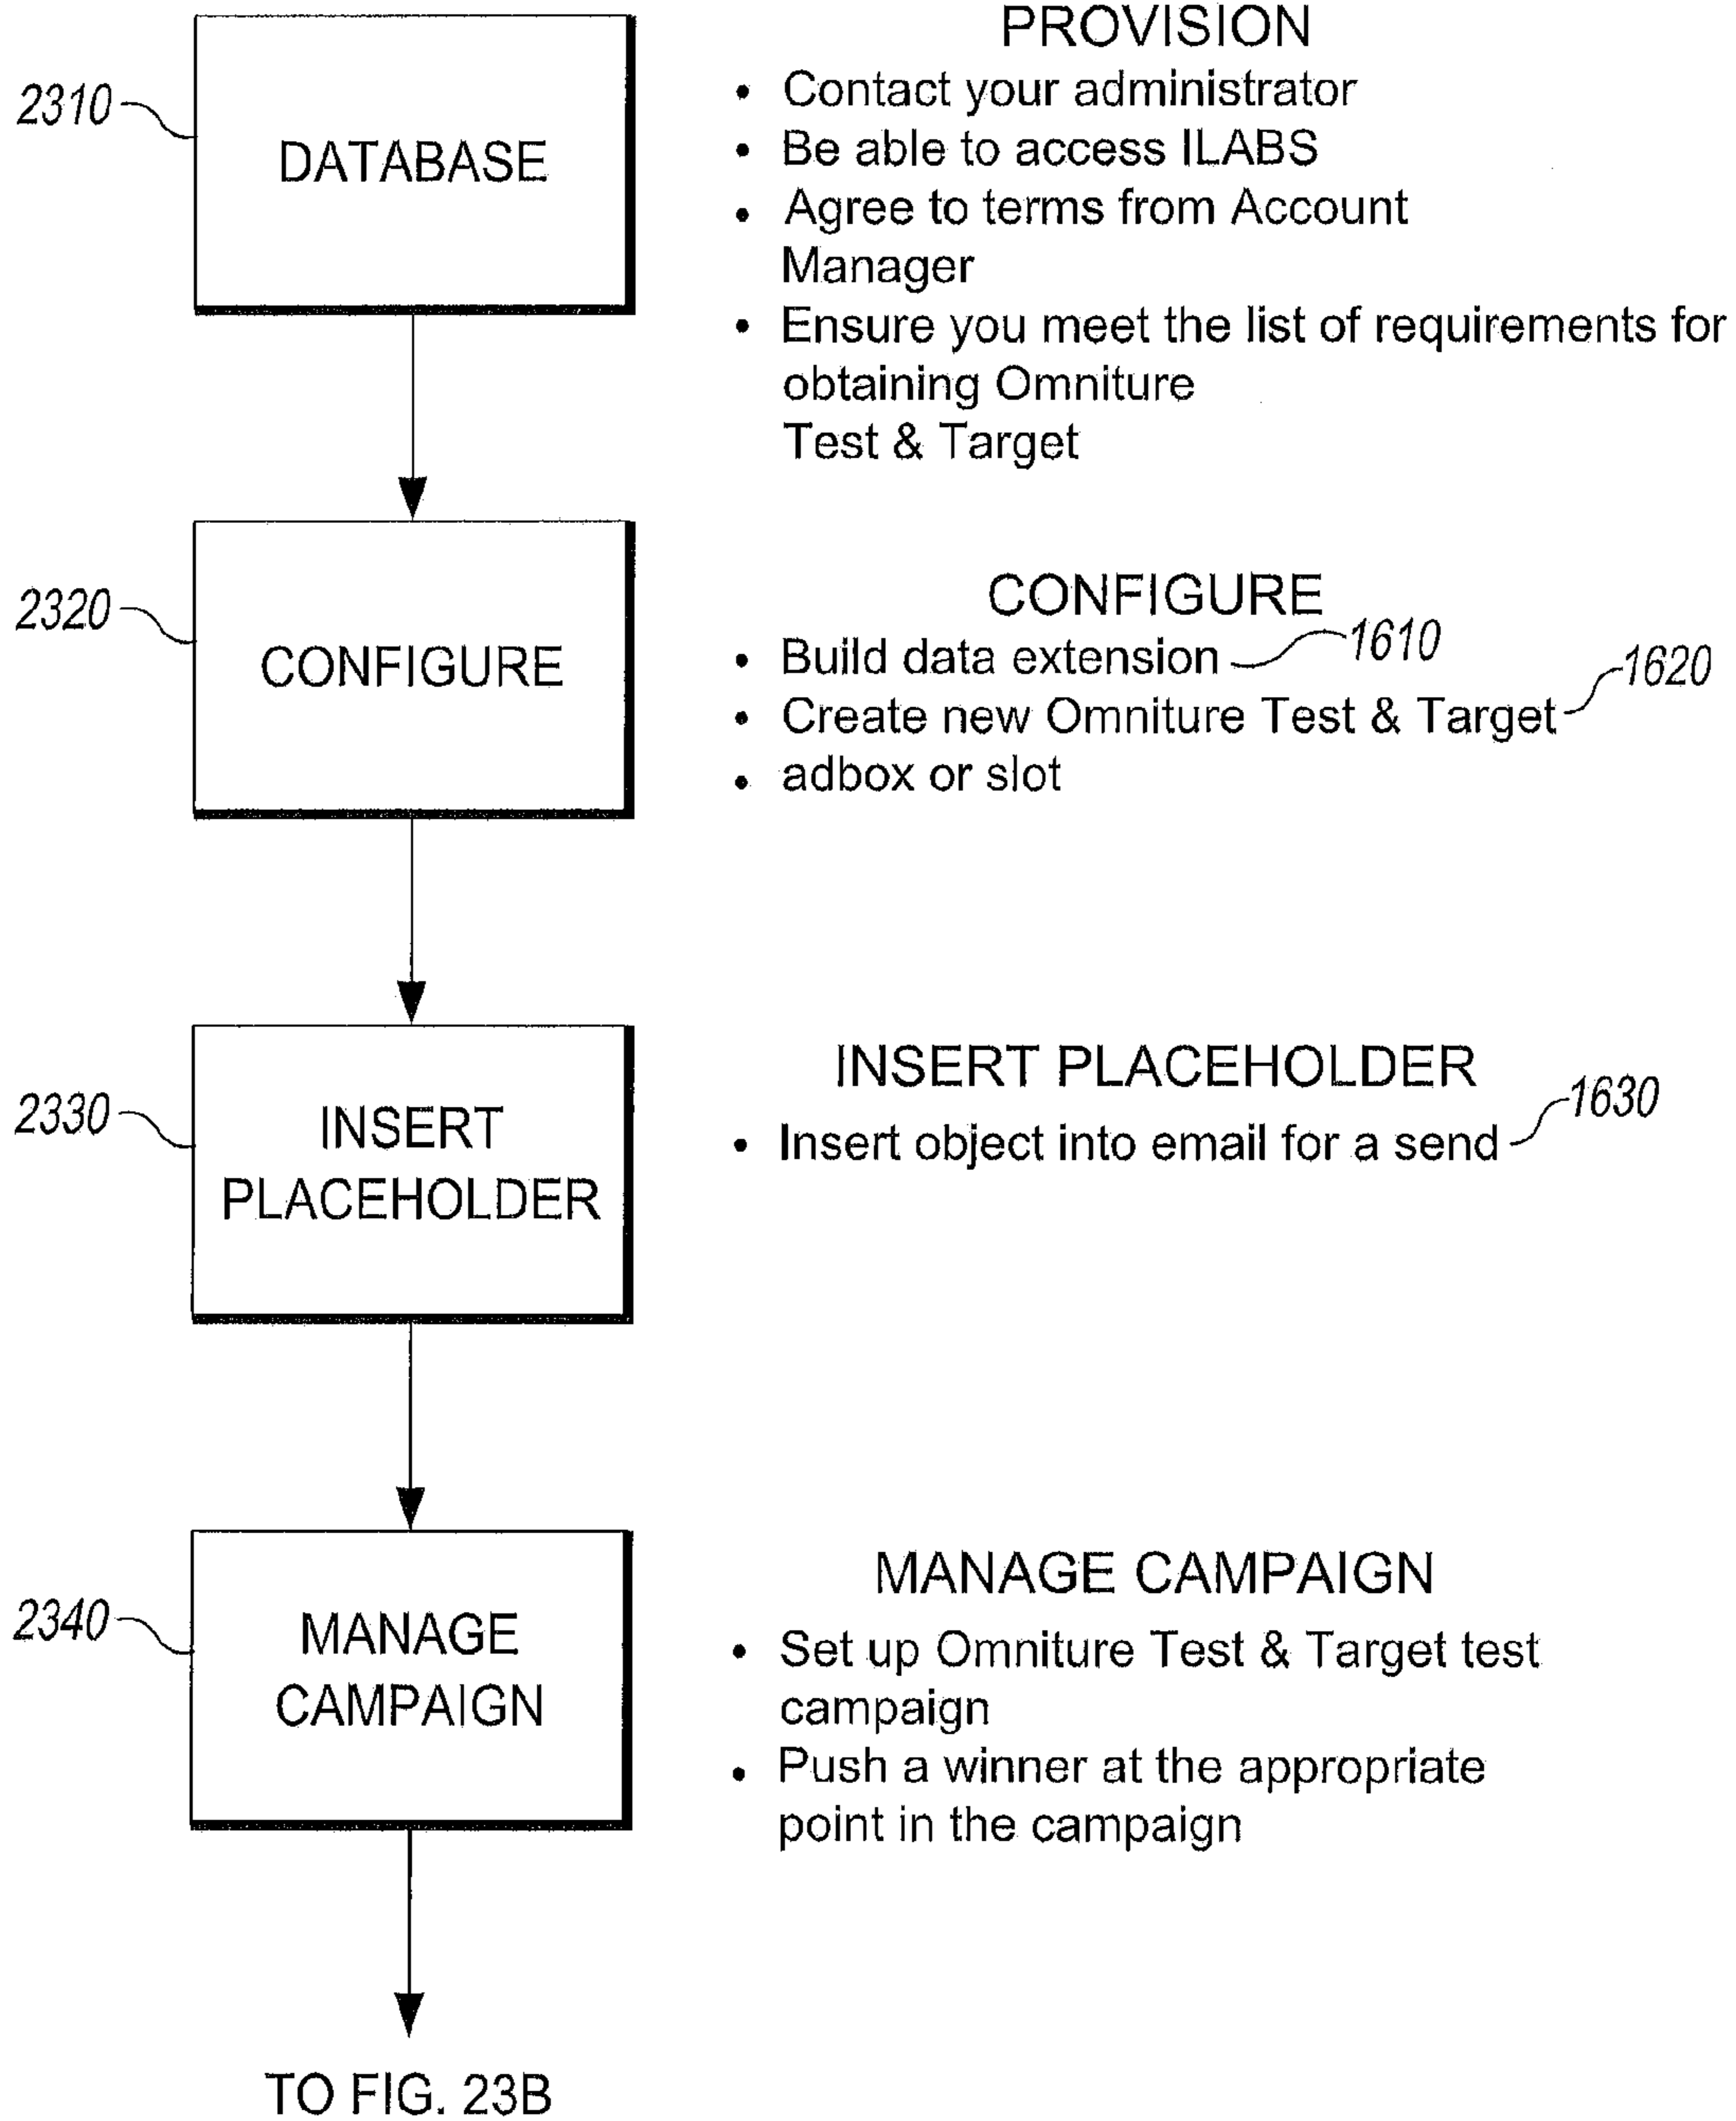 PROVISION
2310
DATABASE
• Contact your administrator
• Be able to access ILABS
• Agree to terms from Account
Manager
• Ensure you meet the list of requirements for
obtaining Omniture
Test & Target
2320
CONFIGURE
CONFIGURE
• Build data extension 1610
• Create new Omniture Test & Target 1620
• adbox or slot
2330
INSERT
PLACEHOLDER
INSERT PLACEHOLDER
• Insert object into email for a send 1630
2340
MANAGE
CAMPAIGN
MANAGE CAMPAIGN
• Set up Omniture Test & Target test
campaign
• Push a winner at the appropriate
point in the campaign
TO FIG. 23B